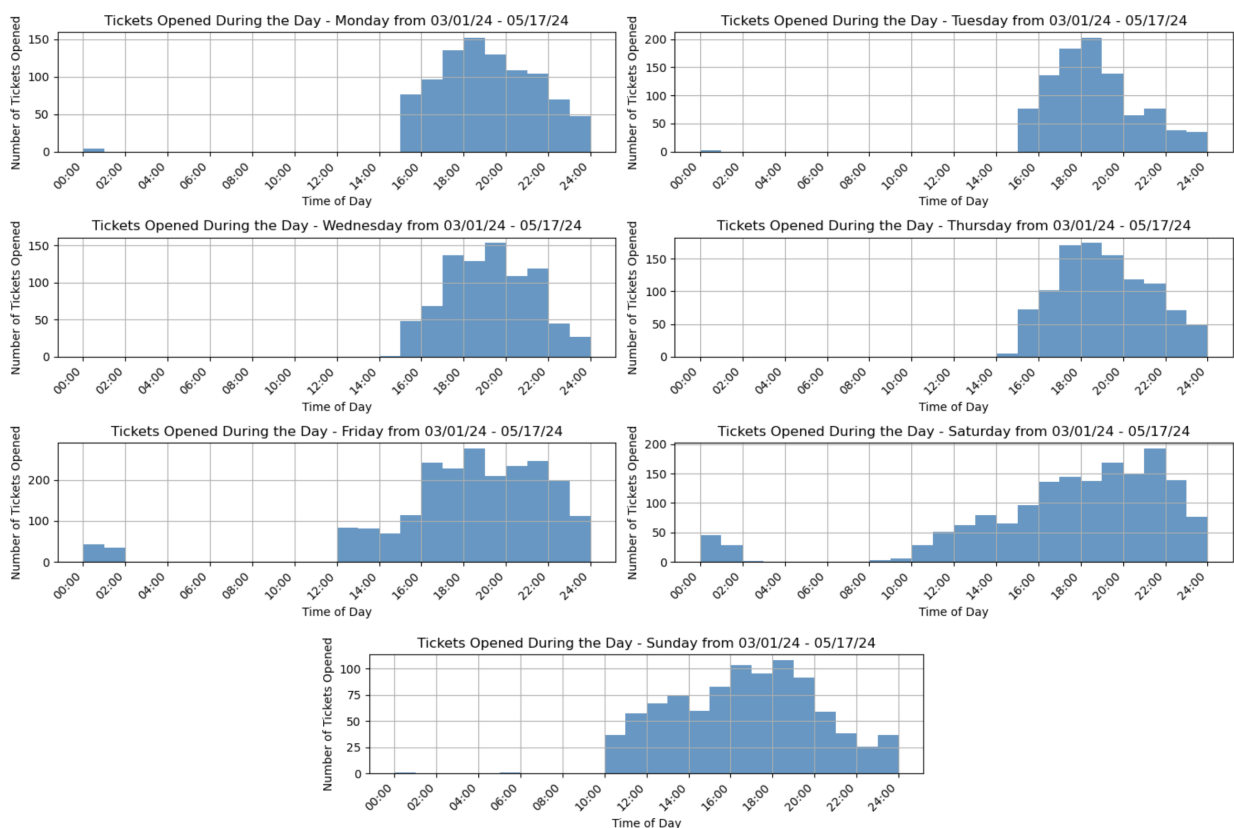 Tickets Opened During the Day - Monday from 03/01/24 - 05/17/24
Number of Tickets Opened
150
100
50
0
00:00 02:00 04:00 06:00 08:00 10:00 12:00 14:00 16:00 18:00 20:00 22:00 24:00
Time of Day
Tickets Opened During the Day - Tuesday from 03/01/24 - 05/17/24
Number of Tickets Opened
200
150
100
50
0
00:00 02:00 04:00 06:00 08:00 10:00 12:00 14:00 16:00 18:00 20:00 22:00 24:00
Time of Day
Tickets Opened During the Day - Wednesday from 03/01/24 - 05/17/24
Number of Tickets Opened
150
100
50
0
00:00 02:00 04:00 06:00 08:00 10:00 12:00 14:00 16:00 18:00 20:00 22:00 24:00
Time of Day
Tickets Opened During the Day - Thursday from 03/01/24 - 05/17/24
Number of Tickets Opened
150
100
50
0
00:00 02:00 04:00 06:00 08:00 10:00 12:00 14:00 16:00 18:00 20:00 22:00 24:00
Time of Day
Tickets Opened During the Day - Friday from 03/01/24 - 05/17/24
Number of Tickets Opened
200
100
0
00:00 02:00 04:00 06:00 08:00 10:00 12:00 14:00 16:00 18:00 20:00 22:00 24:00
Time of Day
Tickets Opened During the Day - Saturday from 03/01/24 - 05/17/24
Number of Tickets Opened
200
150
100
50
0
00:00 02:00 04:00 06:00 08:00 10:00 12:00 14:00 16:00 18:00 20:00 22:00 24:00
Time of Day
Tickets Opened During the Day - Sunday from 03/01/24 - 05/17/24
Number of Tickets Opened
100
75
50
25
0
00:00 02:00 04:00 06:00 08:00 10:00 12:00 14:00 16:00 18:00 20:00 22:00 24:00
Time of Day